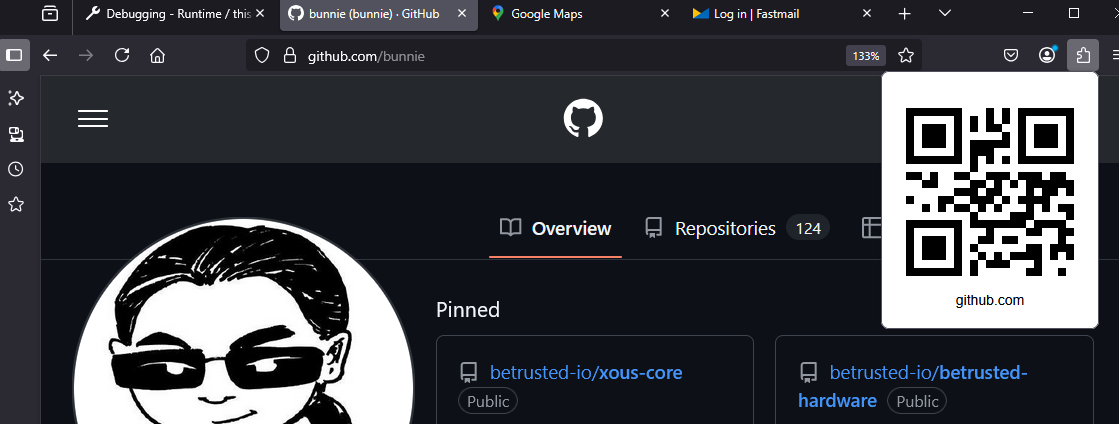 Debugging - Runtime / this
bunnie (bunnie) · GitHub
Google Maps
Log in | Fastmail
github.com/bunnie
133%
github.com
Overview
Repositories 124
Pinned
betrusted-io/xous-core
Public
betrusted-io/betrusted-
hardware Public